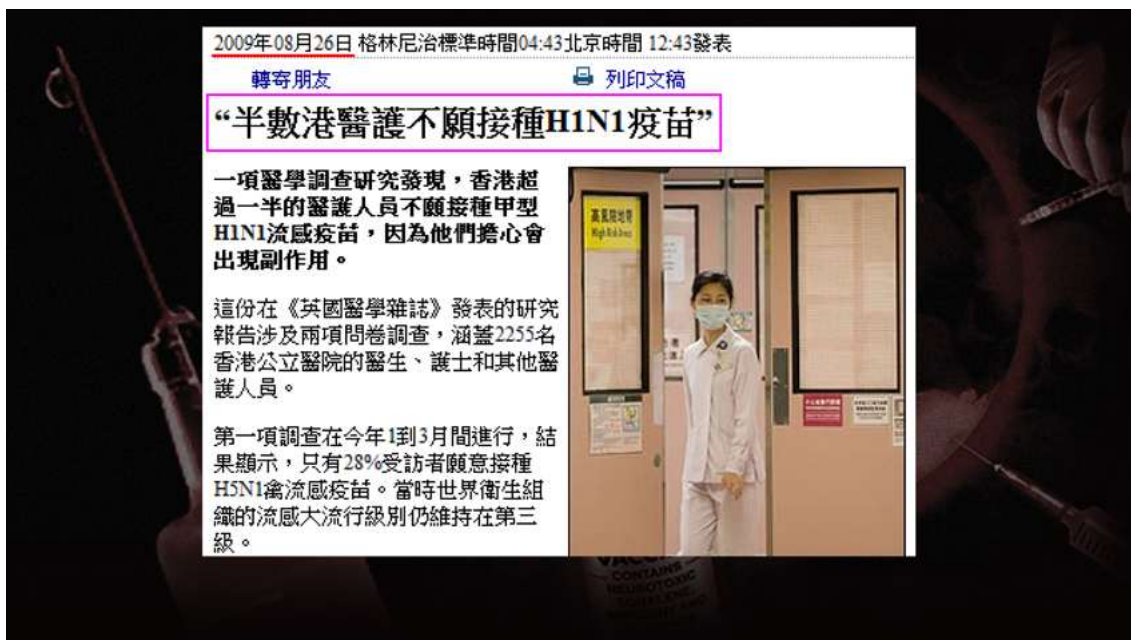 2009年08月26日 格林尼治標準時間04:43北京時間 12:43發表
轉寄朋友
列印文稿
“半數港醫護不願接種H1N1疫苗”
一項醫學調查研究發現，香港超
過一半的醫護人員不願接種甲型
H1N1流感疫苗，因為他們擔心會
出現副作用。
這份在《英國醫學雜誌》發表的研究
報告涉及兩項問卷調查，涵蓋2255名
香港公立醫院的醫生、護士和其他醫
護人員。
第一項調查在今年1到3月間進行，結
果顯示，只有28%受訪者願意接種
H5N1禽流感疫苗。當時世界衛生組
織的流感大流行級別仍維持在第三
級。
高風險地帶
High Risk Area
CONTAINS
NEUROTOXIC